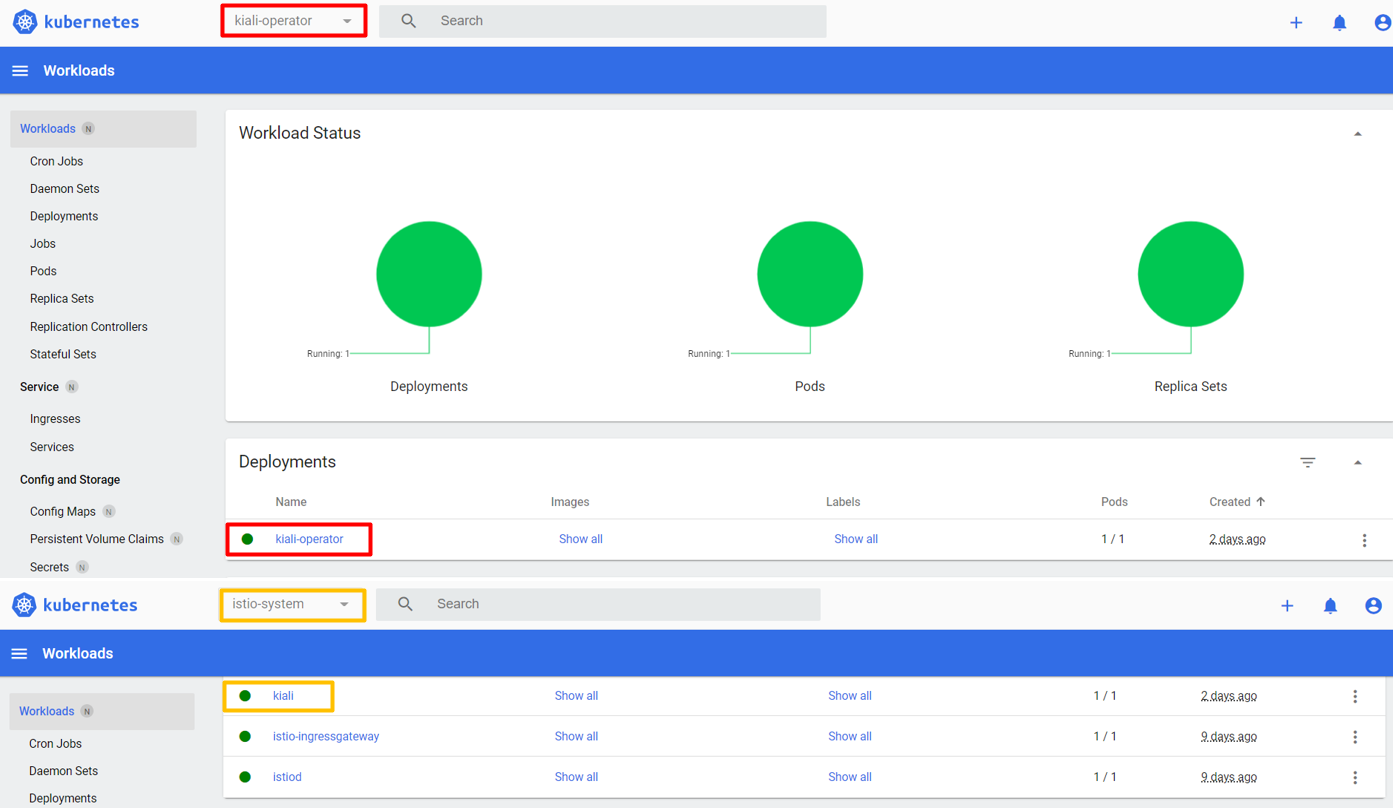 kubernetes
kiali-operator
Search
Workloads
Workloads N
Cron Jobs
Daemon Sets
Deployments
Jobs
Pods
Replica Sets
Replication Controllers
Stateful Sets
Service N
Ingresses
Services
Config and Storage
Config Maps N
Persistent Volume Claims N
Secrets N
Workload Status
Running: 1
Running: 1
Running: 1
Deployments
Pods
Replica Sets
Deployments
Name Images Labels Pods Created
kiali-operator Show all Show all 1 / 1 2 days ago
kubernetes
istio-system
Search
Workloads
Workloads N
Cron Jobs
Daemon Sets
Deployments
kiali Show all Show all 1 / 1 2 days ago
istio-ingressgateway Show all Show all 1 / 1 9 days ago
istiod Show all Show all 1 / 1 9 days ago